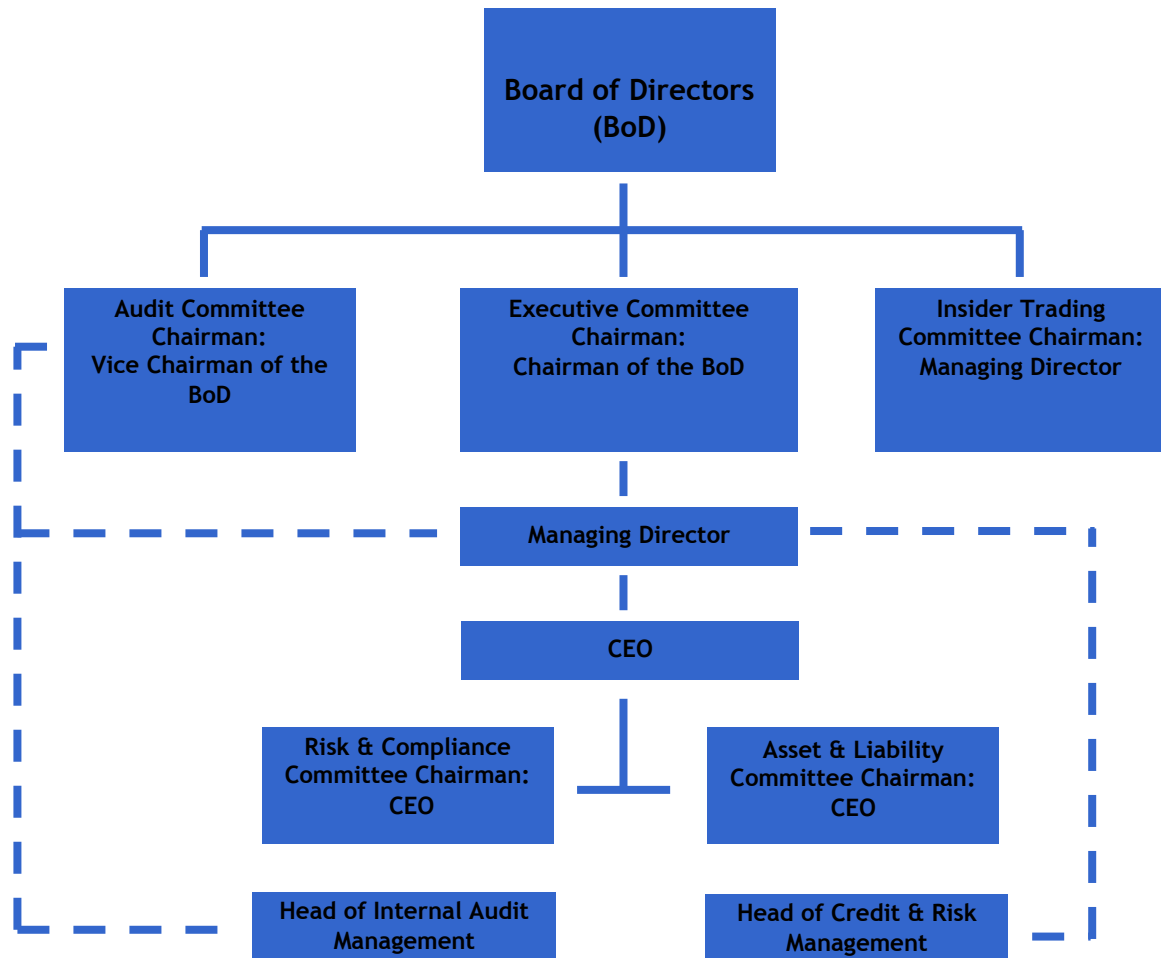 Board of Directors
(BoD)
Audit Committee
Chairman:
Vice Chairman of the
BoD
Executive Committee
Chairman:
Chairman of the BoD
Insider Trading
Committee Chairman:
Managing Director
Managing Director
CEO
Risk & Compliance
Committee Chairman:
CEO
Asset & Liability
Committee Chairman:
CEO
Head of Internal Audit
Management
Head of Credit & Risk
Management